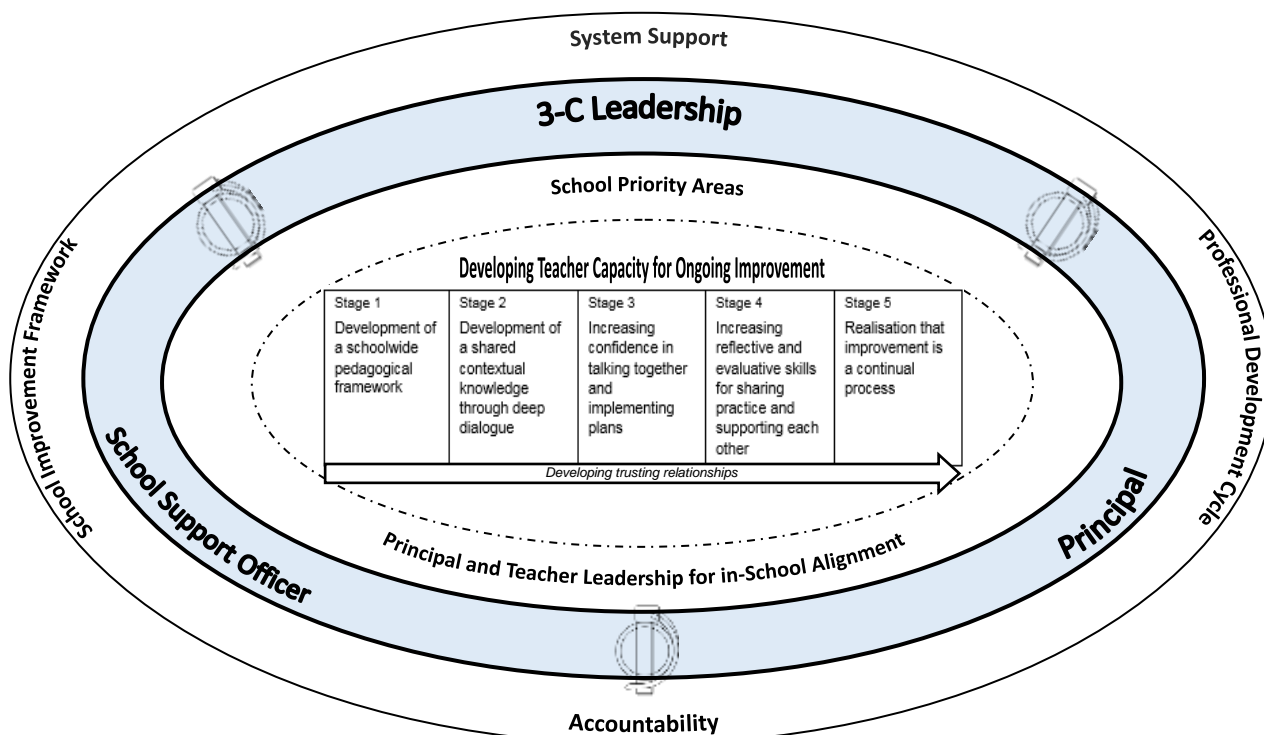 System Support
3-C Leadership
School Priority Areas
School Improvement Framework
Professional Development Cycle
Developing Teacher Capacity for Ongoing Improvement
Stage 1
Development of
a schoolwide
pedagogical
framework
Stage 2
Development of
a shared
contextual
knowledge
through deep
dialogue
Stage 3
Increasing
confidence in
talking together
and
implementing
plans
Stage 4
Increasing
reflective and
evaluative skills
for sharing
practice and
supporting each
other
Stage 5
Realisation that
improvement is
a continual
process
Developing trusting relationships
School Support Officer
Principal
Principal and Teacher Leadership for in-School Alignment
Accountability